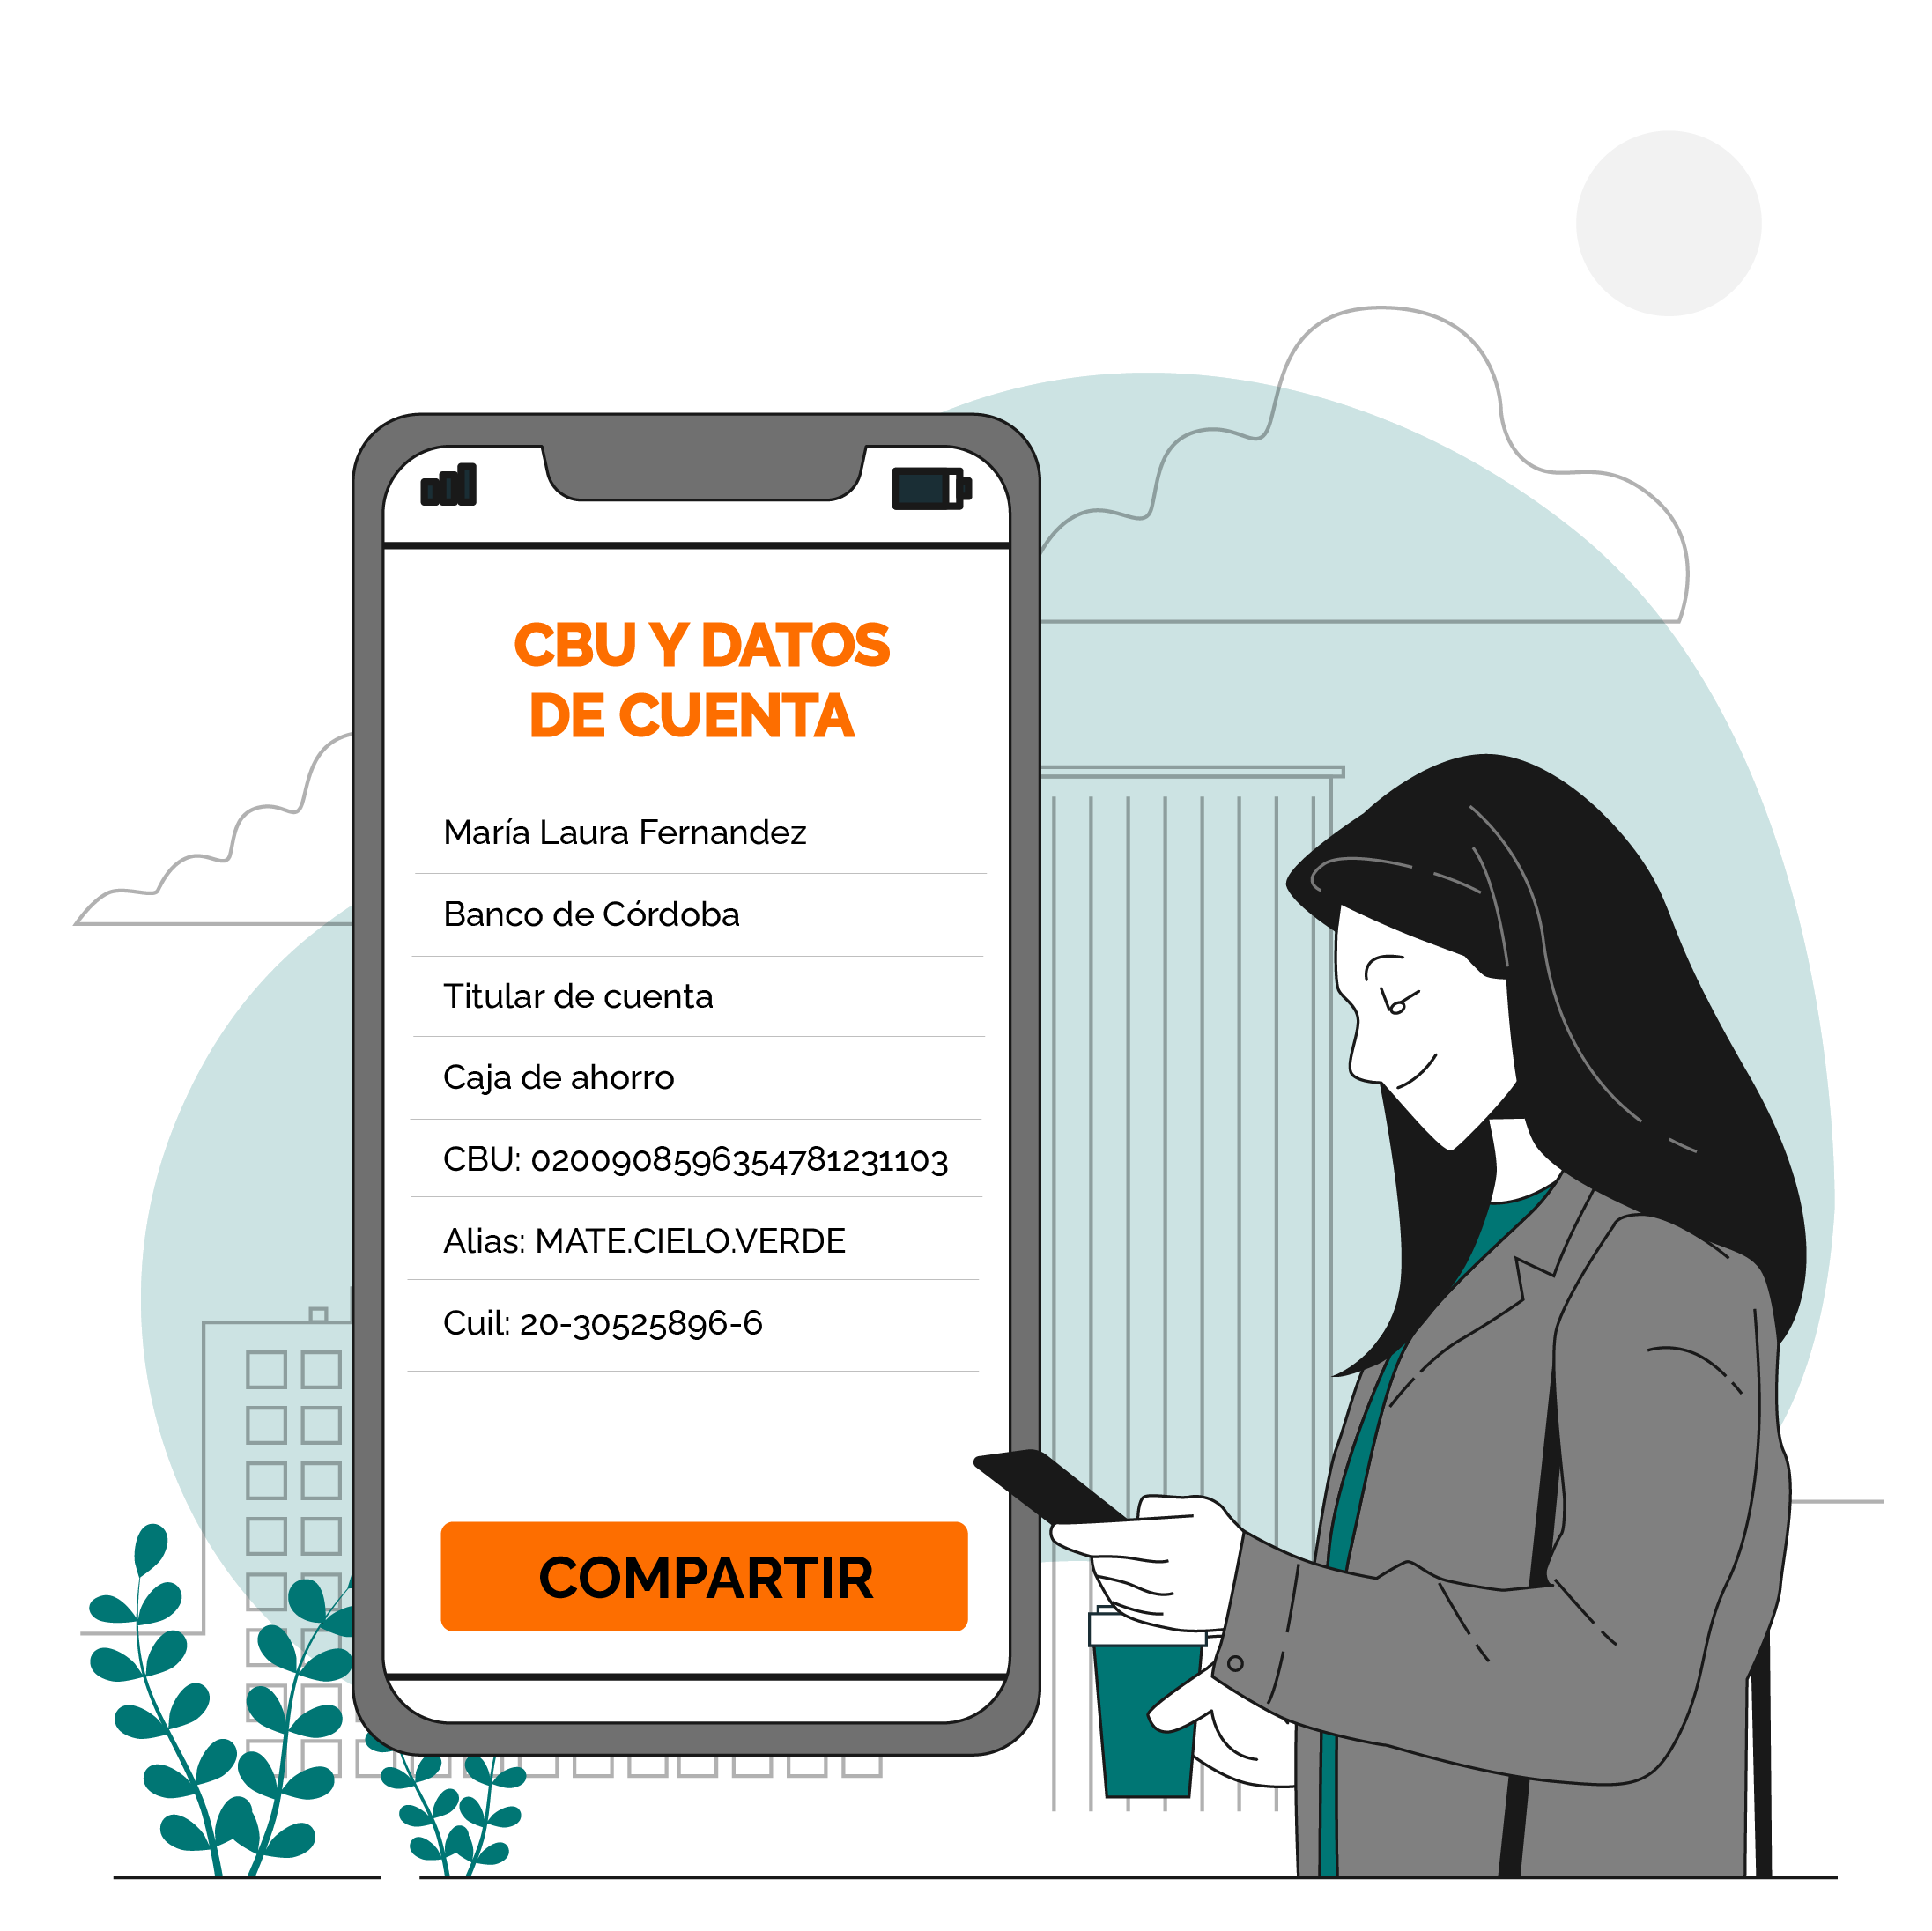 CBU Y DATOS
DE CUENTA
María Laura Fernandez
Banco de Córdoba
Titular de cuenta
Caja de ahorro
CBU: 0200908596354781231103
Alias: MATE.CIELO.VERDE
Cuil: 20-30525896-6
COMPARTIR